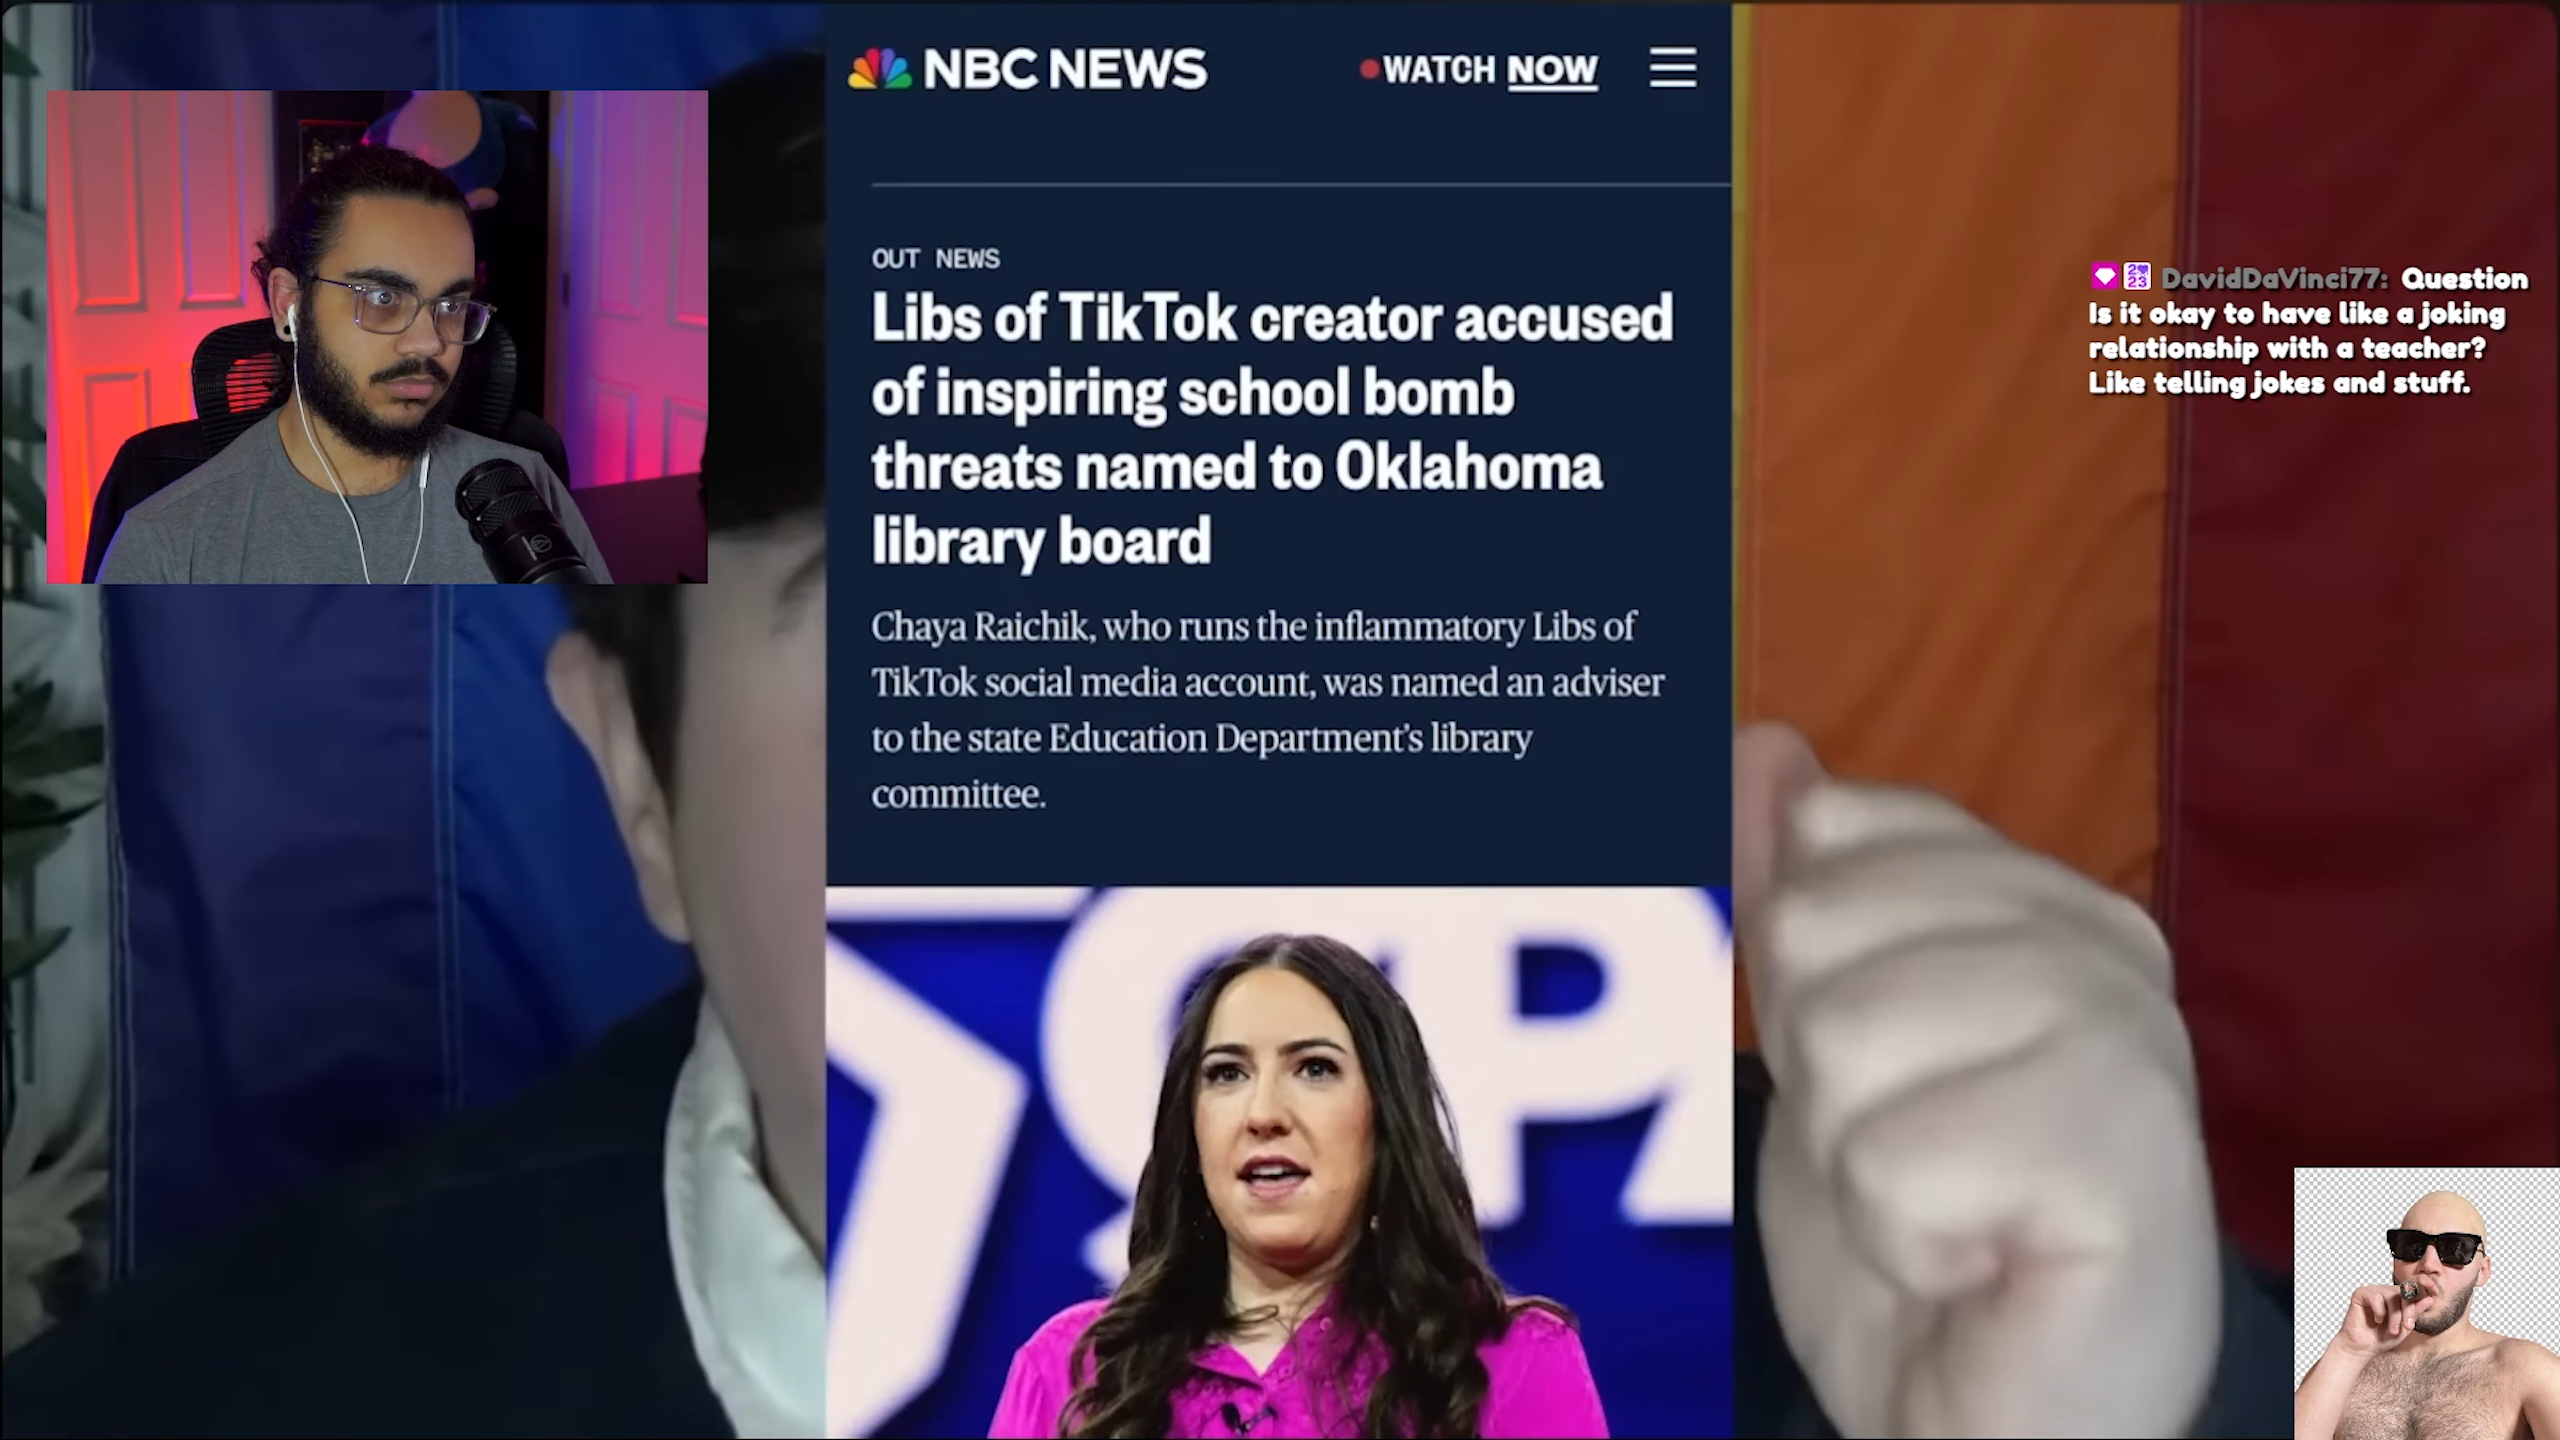 NBC NEWS
WATCH NOW
OUT NEWS
Libs of TikTok creator accused
of inspiring school bomb
threats named to Oklahoma
library board
Chaya Raichik, who runs the inflammatory Libs of
TikTok social media account, was named an adviser
to the state Education Department’s library
committee.
DavidDaVinci77: Question
Is it okay to have like a joking
relationship with a teacher?
Like telling jokes and stuff.